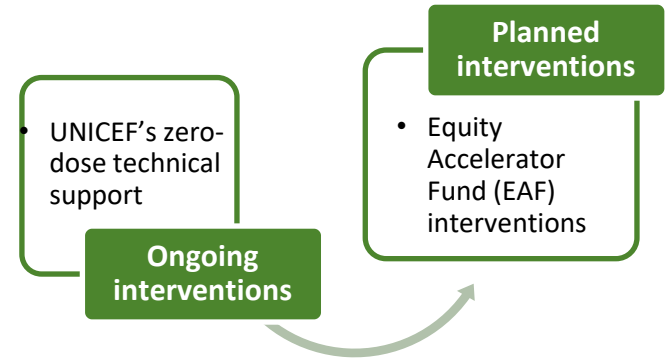 • UNICEF's zero-
dose technical
support
Ongoing
interventions
Planned
interventions
• Equity
Accelerator
Fund (EAF)
interventions